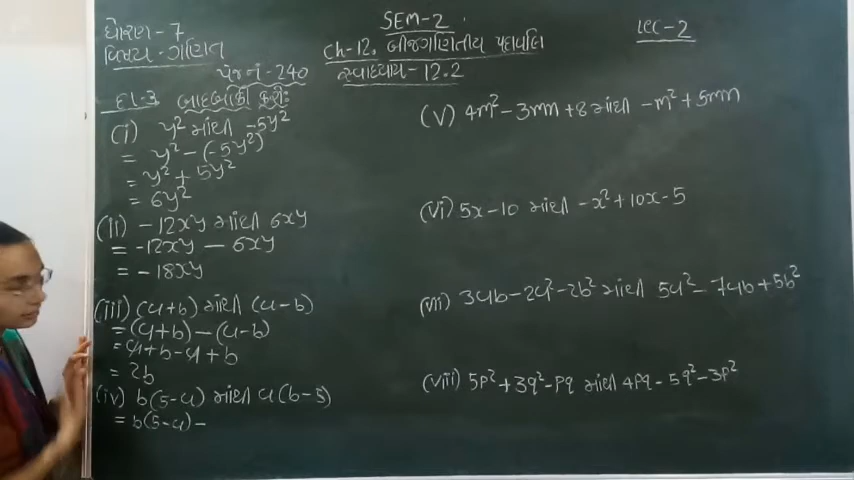 ધોરણ - 7
વિષય - ગણિત
SEM-2
Lec-2
Ch-12. બીજગણિતીય પદાવલિ
પેજ નં - 240
સ્વાધ્યાય - 12.2
દા-3 બાદબાકી કરો:
(i) y² માંથી -5y²
= y² - (-5y²)
= y² + 5y²
= 6y²
(ii) -12xy માંથી 6xy
= -12xy - 6xy
= -18xy
(iii) (a+b) માંથી (a-b)
= (a+b) - (a-b)
= a+b-a+b
= 2b
(iv) b(5-a) માંથી a(b-5)
= b(5-a) -
(v) 4m² - 3mn + 8 માંથી -m² + 5mn
(vi) 5x - 10 માંથી -x² + 10x - 5
(vii) 3ab - 2a² - 2b² માંથી 5a² - 7ab + 5b²
(viii) 5p² + 3q² - pq માંથી 4pq - 5q² - 3p²